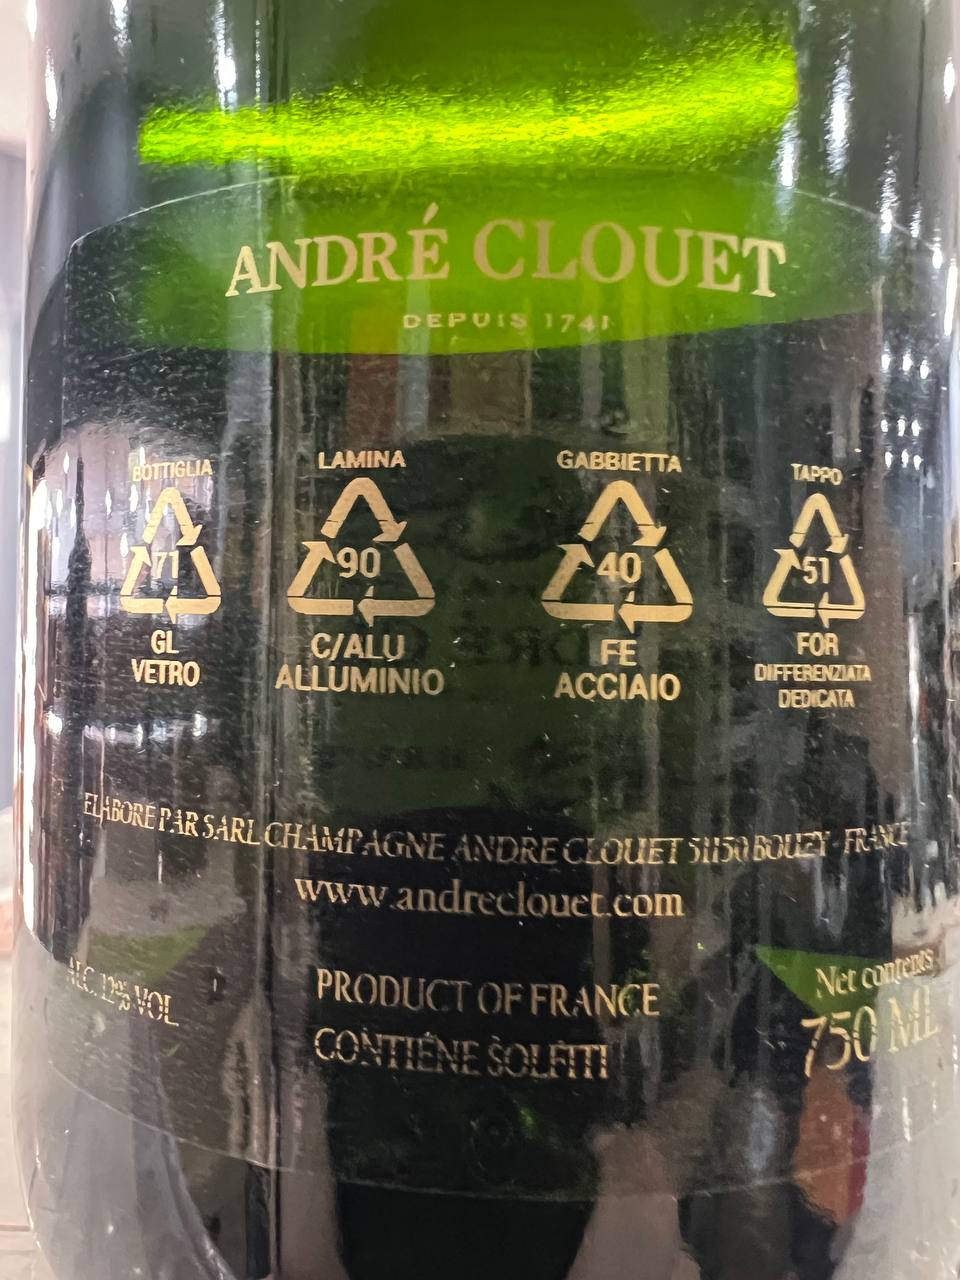 ANDRÉ CLOUET
DEPUIS 1741
BOTTIGLIA LAMINA GABBIETTA TAPPO
71 90 40 51
GL C/ALU FE FOR
VETRO ALLUMINIO ACCIAIO DIFFERENZIATA
DEDICATA
ELABORE PAR SARL CHAMPAGNE ANDRE CLOUET 51150 BOUZY - FRANCE
www.andreclouet.com
ALC. 12% VOL
PRODUCT OF FRANCE
CONTIENE SOLFITI
Net contents
750 ML